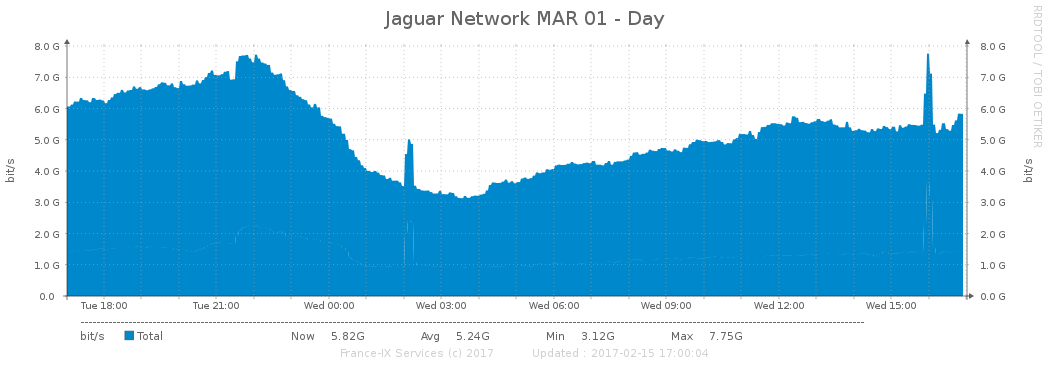 Jaguar Network MAR 01 - Day
RRDTOOL / TOBI OETIKER
8.0 G 8.0 G
7.0 G 7.0 G
6.0 G 6.0 G
5.0 G 5.0 G
4.0 G 4.0 G
3.0 G 3.0 G
2.0 G 2.0 G
1.0 G 1.0 G
0.0 0.0 G
bit/s
bit/s
Tue 18:00 Tue 21:00 Wed 00:00 Wed 03:00 Wed 06:00 Wed 09:00 Wed 12:00 Wed 15:00
bit/s Total Now 5.82G Avg 5.24G Min 3.12G Max 7.75G
France-IX Services (c) 2017 Updated : 2017-02-15 17:00:04